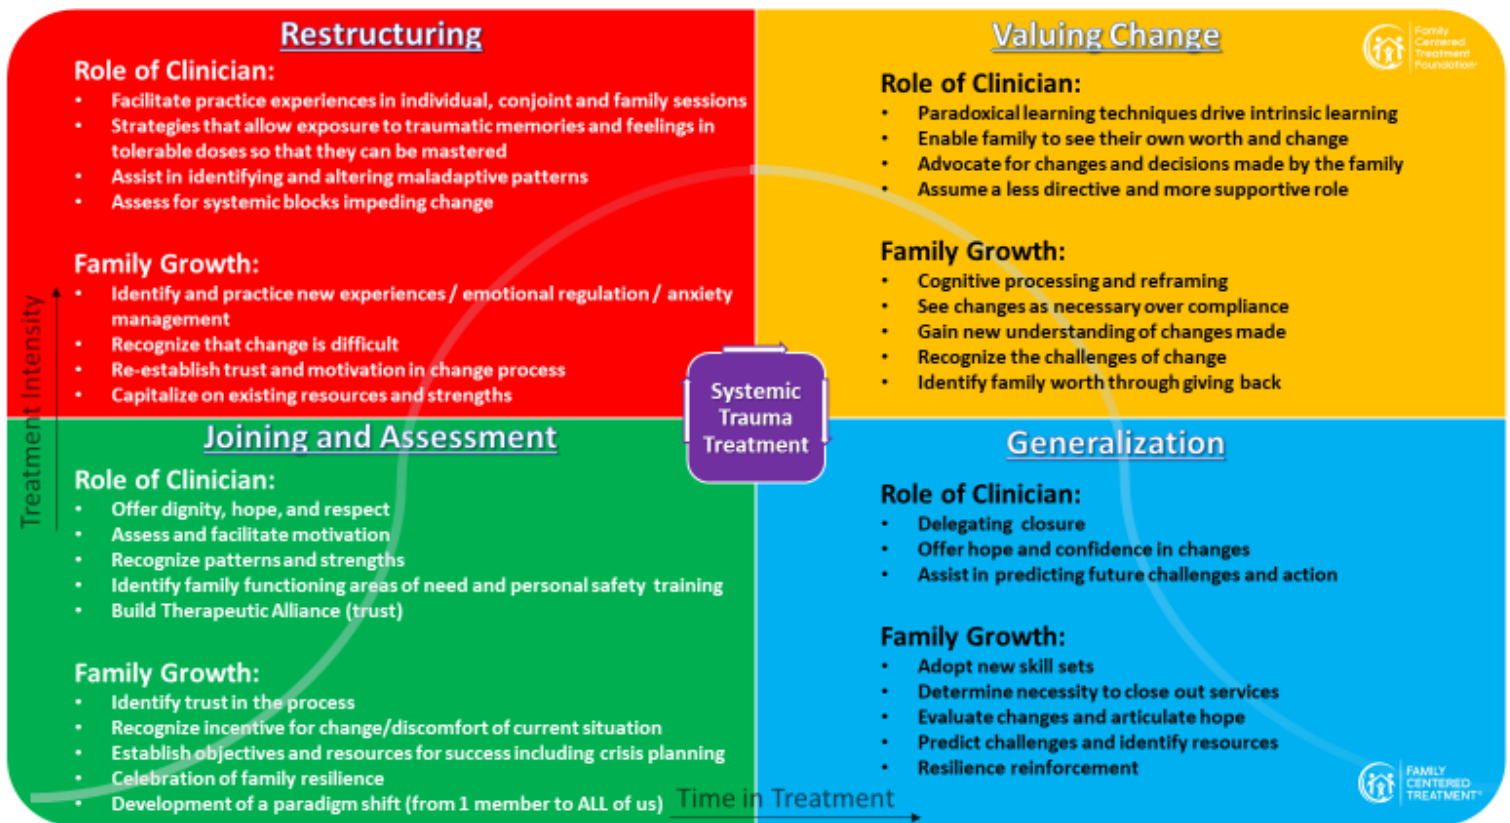 Restructuring
Role of Clinician:
• Facilitate practice experiences in individual, conjoint and family sessions
• Strategies that allow exposure to traumatic memories and feelings in
tolerable doses so that they can be mastered
• Assist in identifying and altering maladaptive patterns
• Assess for systemic blocks impeding change
Family Growth:
• Identify and practice new experiences / emotional regulation / anxiety
management
• Recognize that change is difficult
• Re-establish trust and motivation in change process
• Capitalize on existing resources and strengths
Valuing Change
Family
Centered
Treatment
Foundation
Role of Clinician:
• Paradoxical learning techniques drive intrinsic learning
• Enable family to see their own worth and change
• Advocate for changes and decisions made by the family
• Assume a less directive and more supportive role
Family Growth:
• Cognitive processing and reframing
• See changes as necessary over compliance
• Gain new understanding of changes made
• Recognize the challenges of change
• Identify family worth through giving back
Systemic
Trauma
Treatment
Treatment Intensity
Joining and Assessment
Role of Clinician:
• Offer dignity, hope, and respect
• Assess and facilitate motivation
• Recognize patterns and strengths
• Identify family functioning areas of need and personal safety training
• Build Therapeutic Alliance (trust)
Family Growth:
• Identify trust in the process
• Recognize incentive for change/discomfort of current situation
• Establish objectives and resources for success including crisis planning
• Celebration of family resilience
• Development of a paradigm shift (from 1 member to ALL of us)
Time in Treatment
Generalization
Role of Clinician:
• Delegating closure
• Offer hope and confidence in changes
• Assist in predicting future challenges and action
Family Growth:
• Adopt new skill sets
• Determine necessity to close out services
• Evaluate changes and articulate hope
• Predict challenges and identify resources
• Resilience reinforcement
FAMILY
CENTERED
TREATMENT